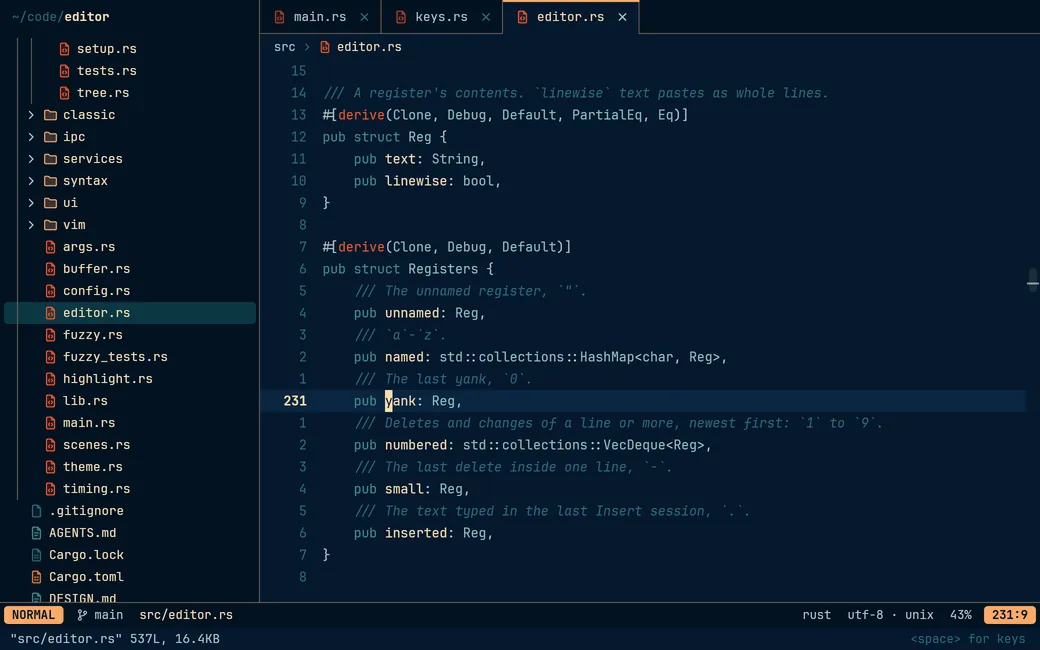 ~/code/editor
setup.rs
tests.rs
tree.rs
classic
ipc
services
syntax
ui
vim
args.rs
buffer.rs
config.rs
editor.rs
fuzzy.rs
fuzzy_tests.rs
highlight.rs
lib.rs
main.rs
scenes.rs
theme.rs
timing.rs
.gitignore
AGENTS.md
Cargo.lock
Cargo.toml
DESIGN.md
main.rs × keys.rs × editor.rs ×
src › editor.rs
15
14 /// A register's contents. `linewise` text pastes as whole lines.
13 #[derive(Clone, Debug, Default, PartialEq, Eq)]
12 pub struct Reg {
11     pub text: String,
10     pub linewise: bool,
9 }
8
7 #[derive(Clone, Debug, Default)]
6 pub struct Registers {
5     /// The unnamed register, `"`.
4     pub unnamed: Reg,
3     /// `a`-`z`.
2     pub named: std::collections::HashMap<char, Reg>,
1     /// The last yank, `0`.
231     pub yank: Reg,
1     /// Deletes and changes of a line or more, newest first: `1` to `9`.
2     pub numbered: std::collections::VecDeque<Reg>,
3     /// The last delete inside one line, `-`.
4     pub small: Reg,
5     /// The text typed in the last Insert session, `.`.
6     pub inserted: Reg,
7 }
8
NORMAL main src/editor.rs rust utf-8 · unix 43% 231:9
"src/editor.rs" 537L, 16.4KB <space> for keys